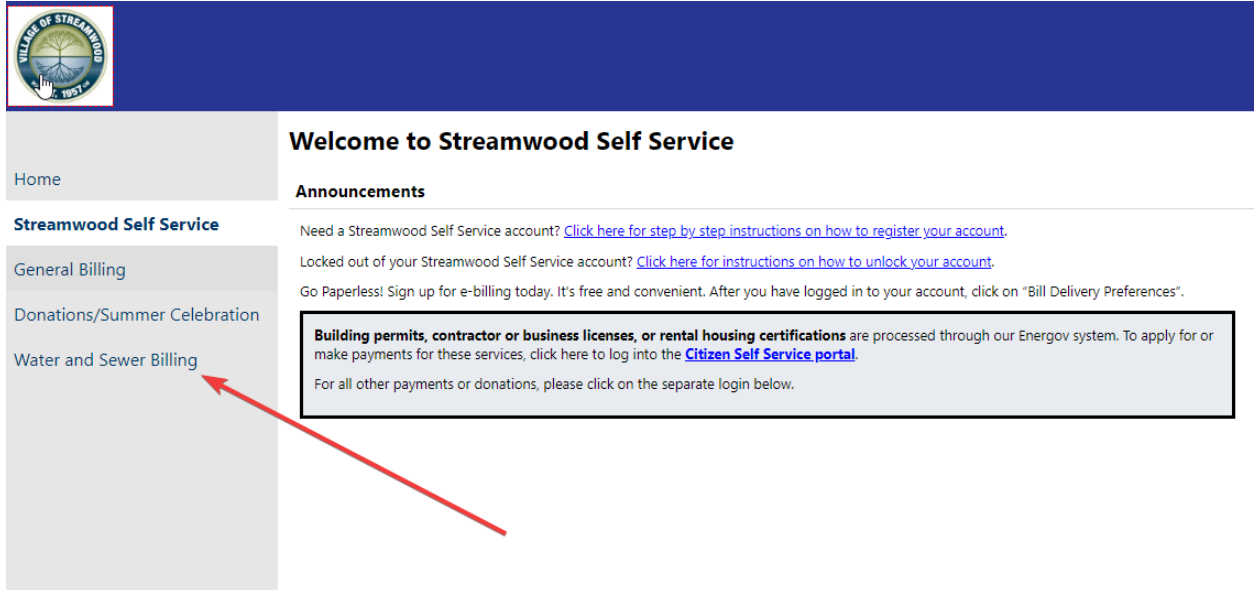 VILLAGE OF STREAMWOOD
EST. 1957
Welcome to Streamwood Self Service
Home
Streamwood Self Service
General Billing
Donations/Summer Celebration
Water and Sewer Billing
Announcements
Need a Streamwood Self Service account? Click here for step by step instructions on how to register your account.
Locked out of your Streamwood Self Service account? Click here for instructions on how to unlock your account.
Go Paperless! Sign up for e-billing today. It's free and convenient. After you have logged in to your account, click on “Bill Delivery Preferences”.
Building permits, contractor or business licenses, or rental housing certifications are processed through our Energov system. To apply for or
make payments for these services, click here to log into the Citizen Self Service portal.
For all other payments or donations, please click on the separate login below.